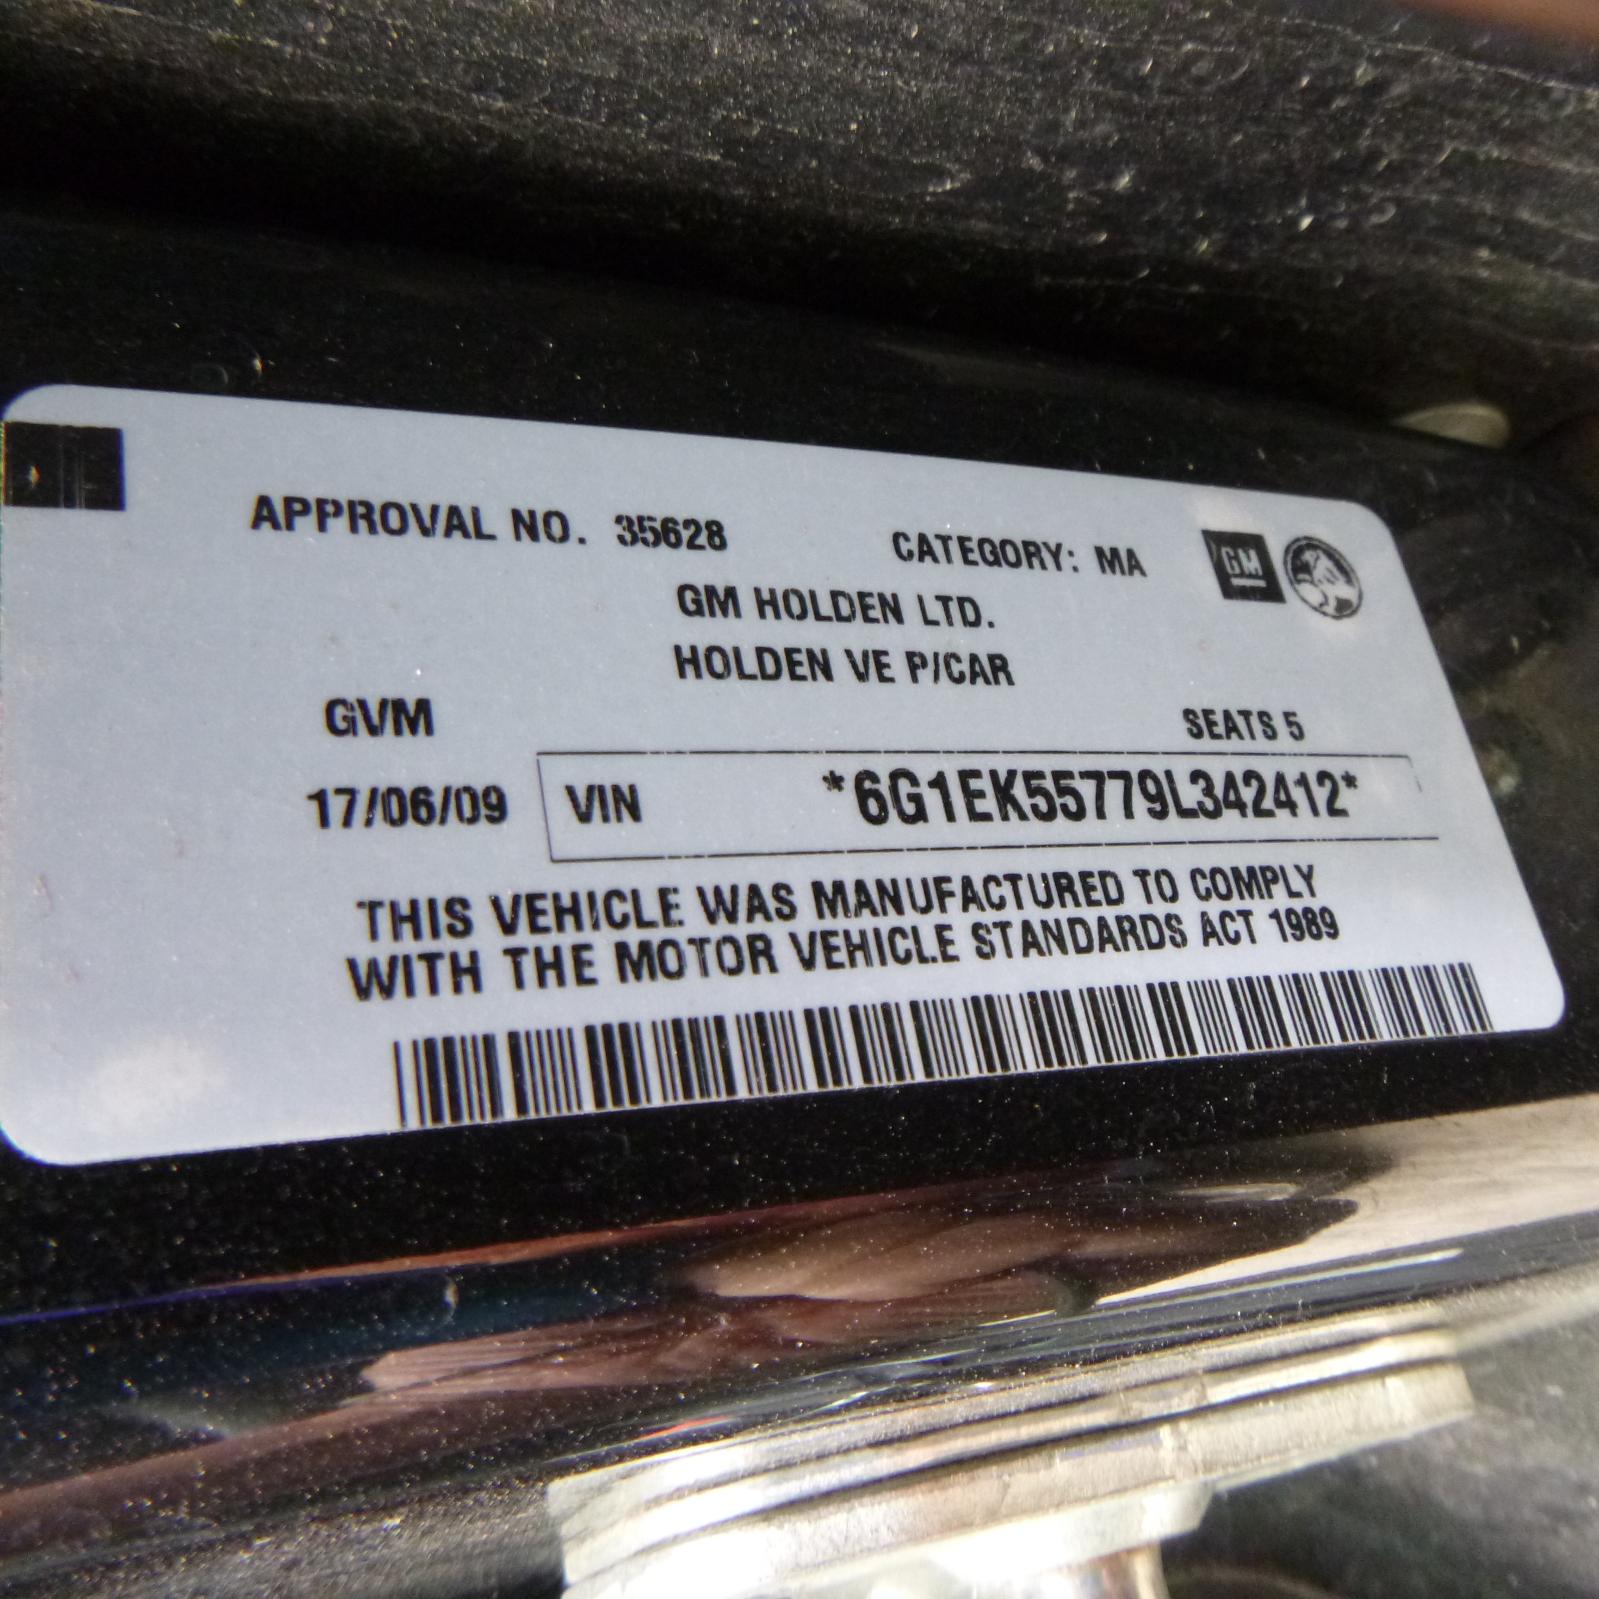 APPROVAL NO. 35628 CATEGORY: MA GM
GM HOLDEN LTD.
HOLDEN VE P/CAR
GVM SEATS 5
17/06/09 VIN *6G1EK55779L342412*
THIS VEHICLE WAS MANUFACTURED TO COMPLY
WITH THE MOTOR VEHICLE STANDARDS ACT 1989